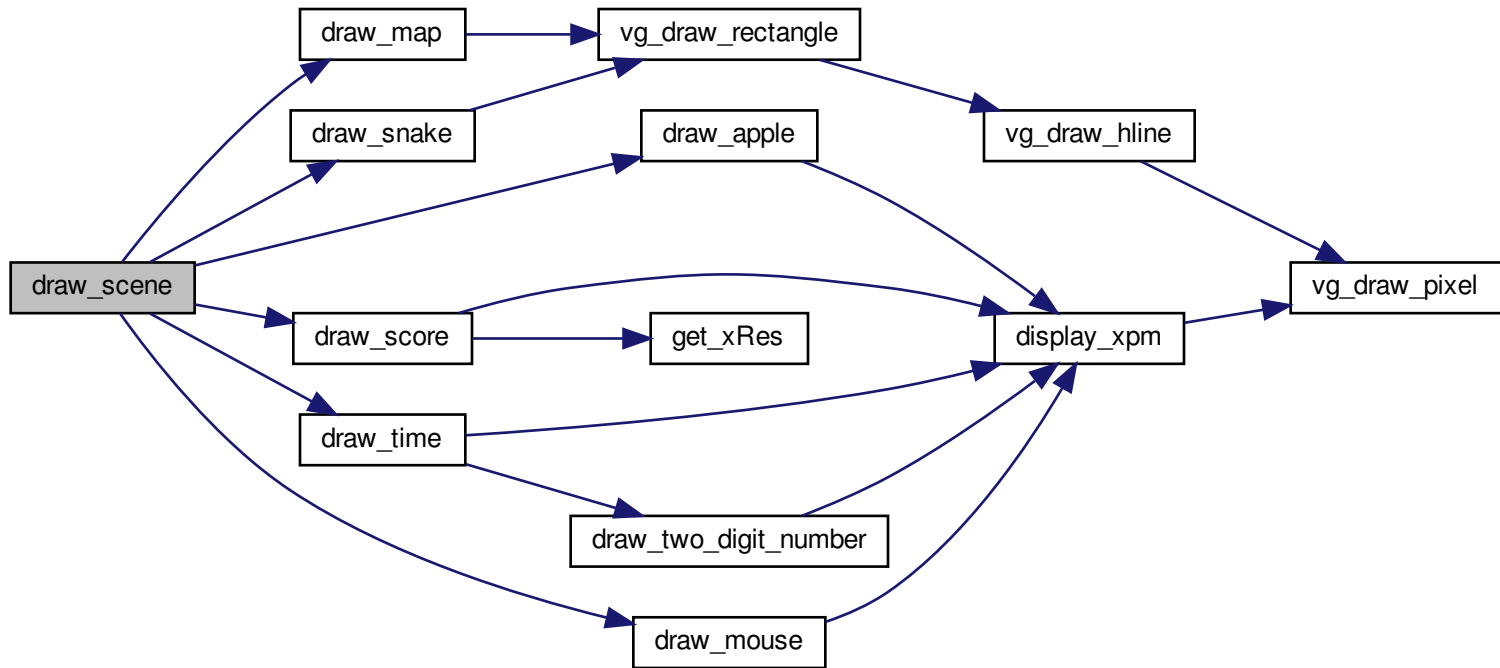 draw_map
vg_draw_rectangle
draw_snake
draw_apple
vg_draw_hline
draw_scene
vg_draw_pixel
draw_score
get_xRes
display_xpm
draw_time
draw_two_digit_number
draw_mouse